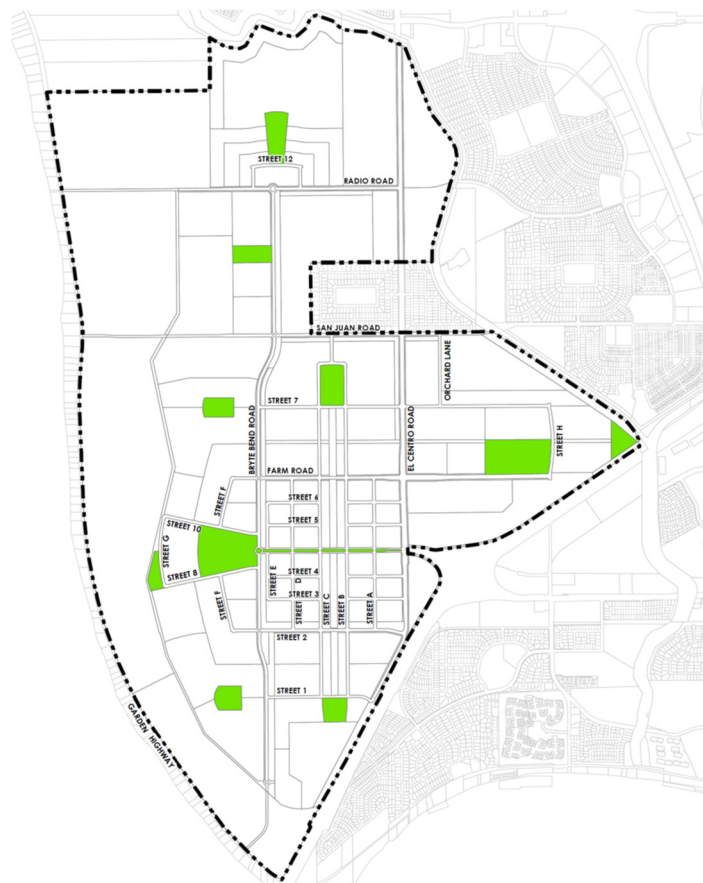 STREET 12
RADIO ROAD
SAN JUAN ROAD
ORCHARD LANE
STREET 7
BRYTE BEND ROAD
EL CENTRO ROAD
STREET H
FARM ROAD
STREET F
STREET 6
STREET 10
STREET 5
STREET G
STREET 8
STREET E
STREET 4
STREET D
STREET 3
STREET C
STREET B
STREET A
STREET F
STREET 2
STREET 1
GARDEN HIGHWAY